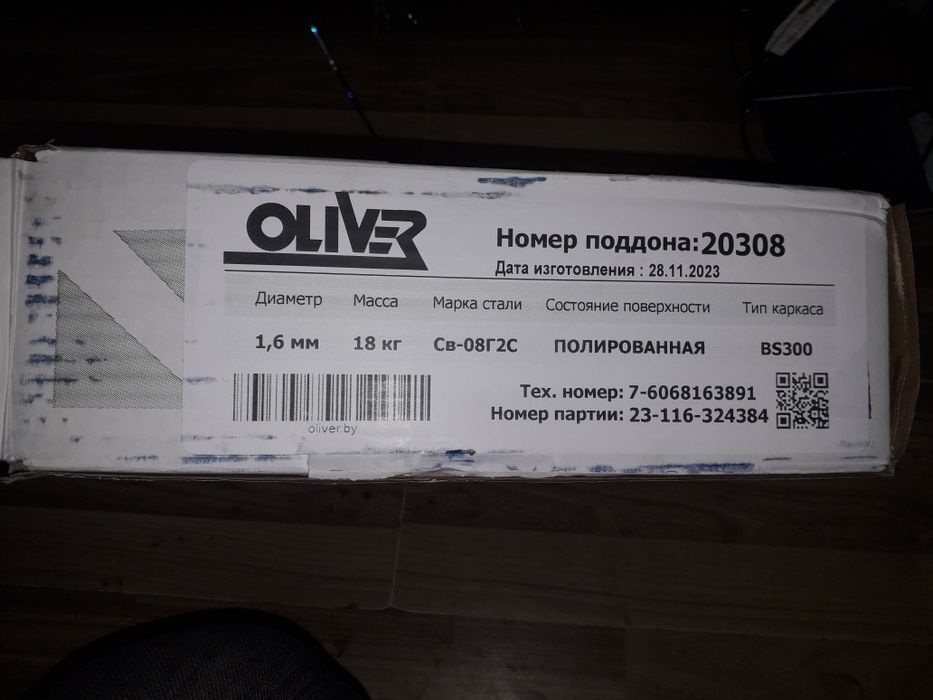 OLIVER
Номер поддона:20308
Дата изготовления : 28.11.2023
Диаметр Масса Марка стали Состояние поверхности Тип каркаса
1,6 мм 18 кг Св-08Г2С ПОЛИРОВАННАЯ BS300
Тех. номер: 7-6068163891
Номер партии: 23-116-324384
oliver.by